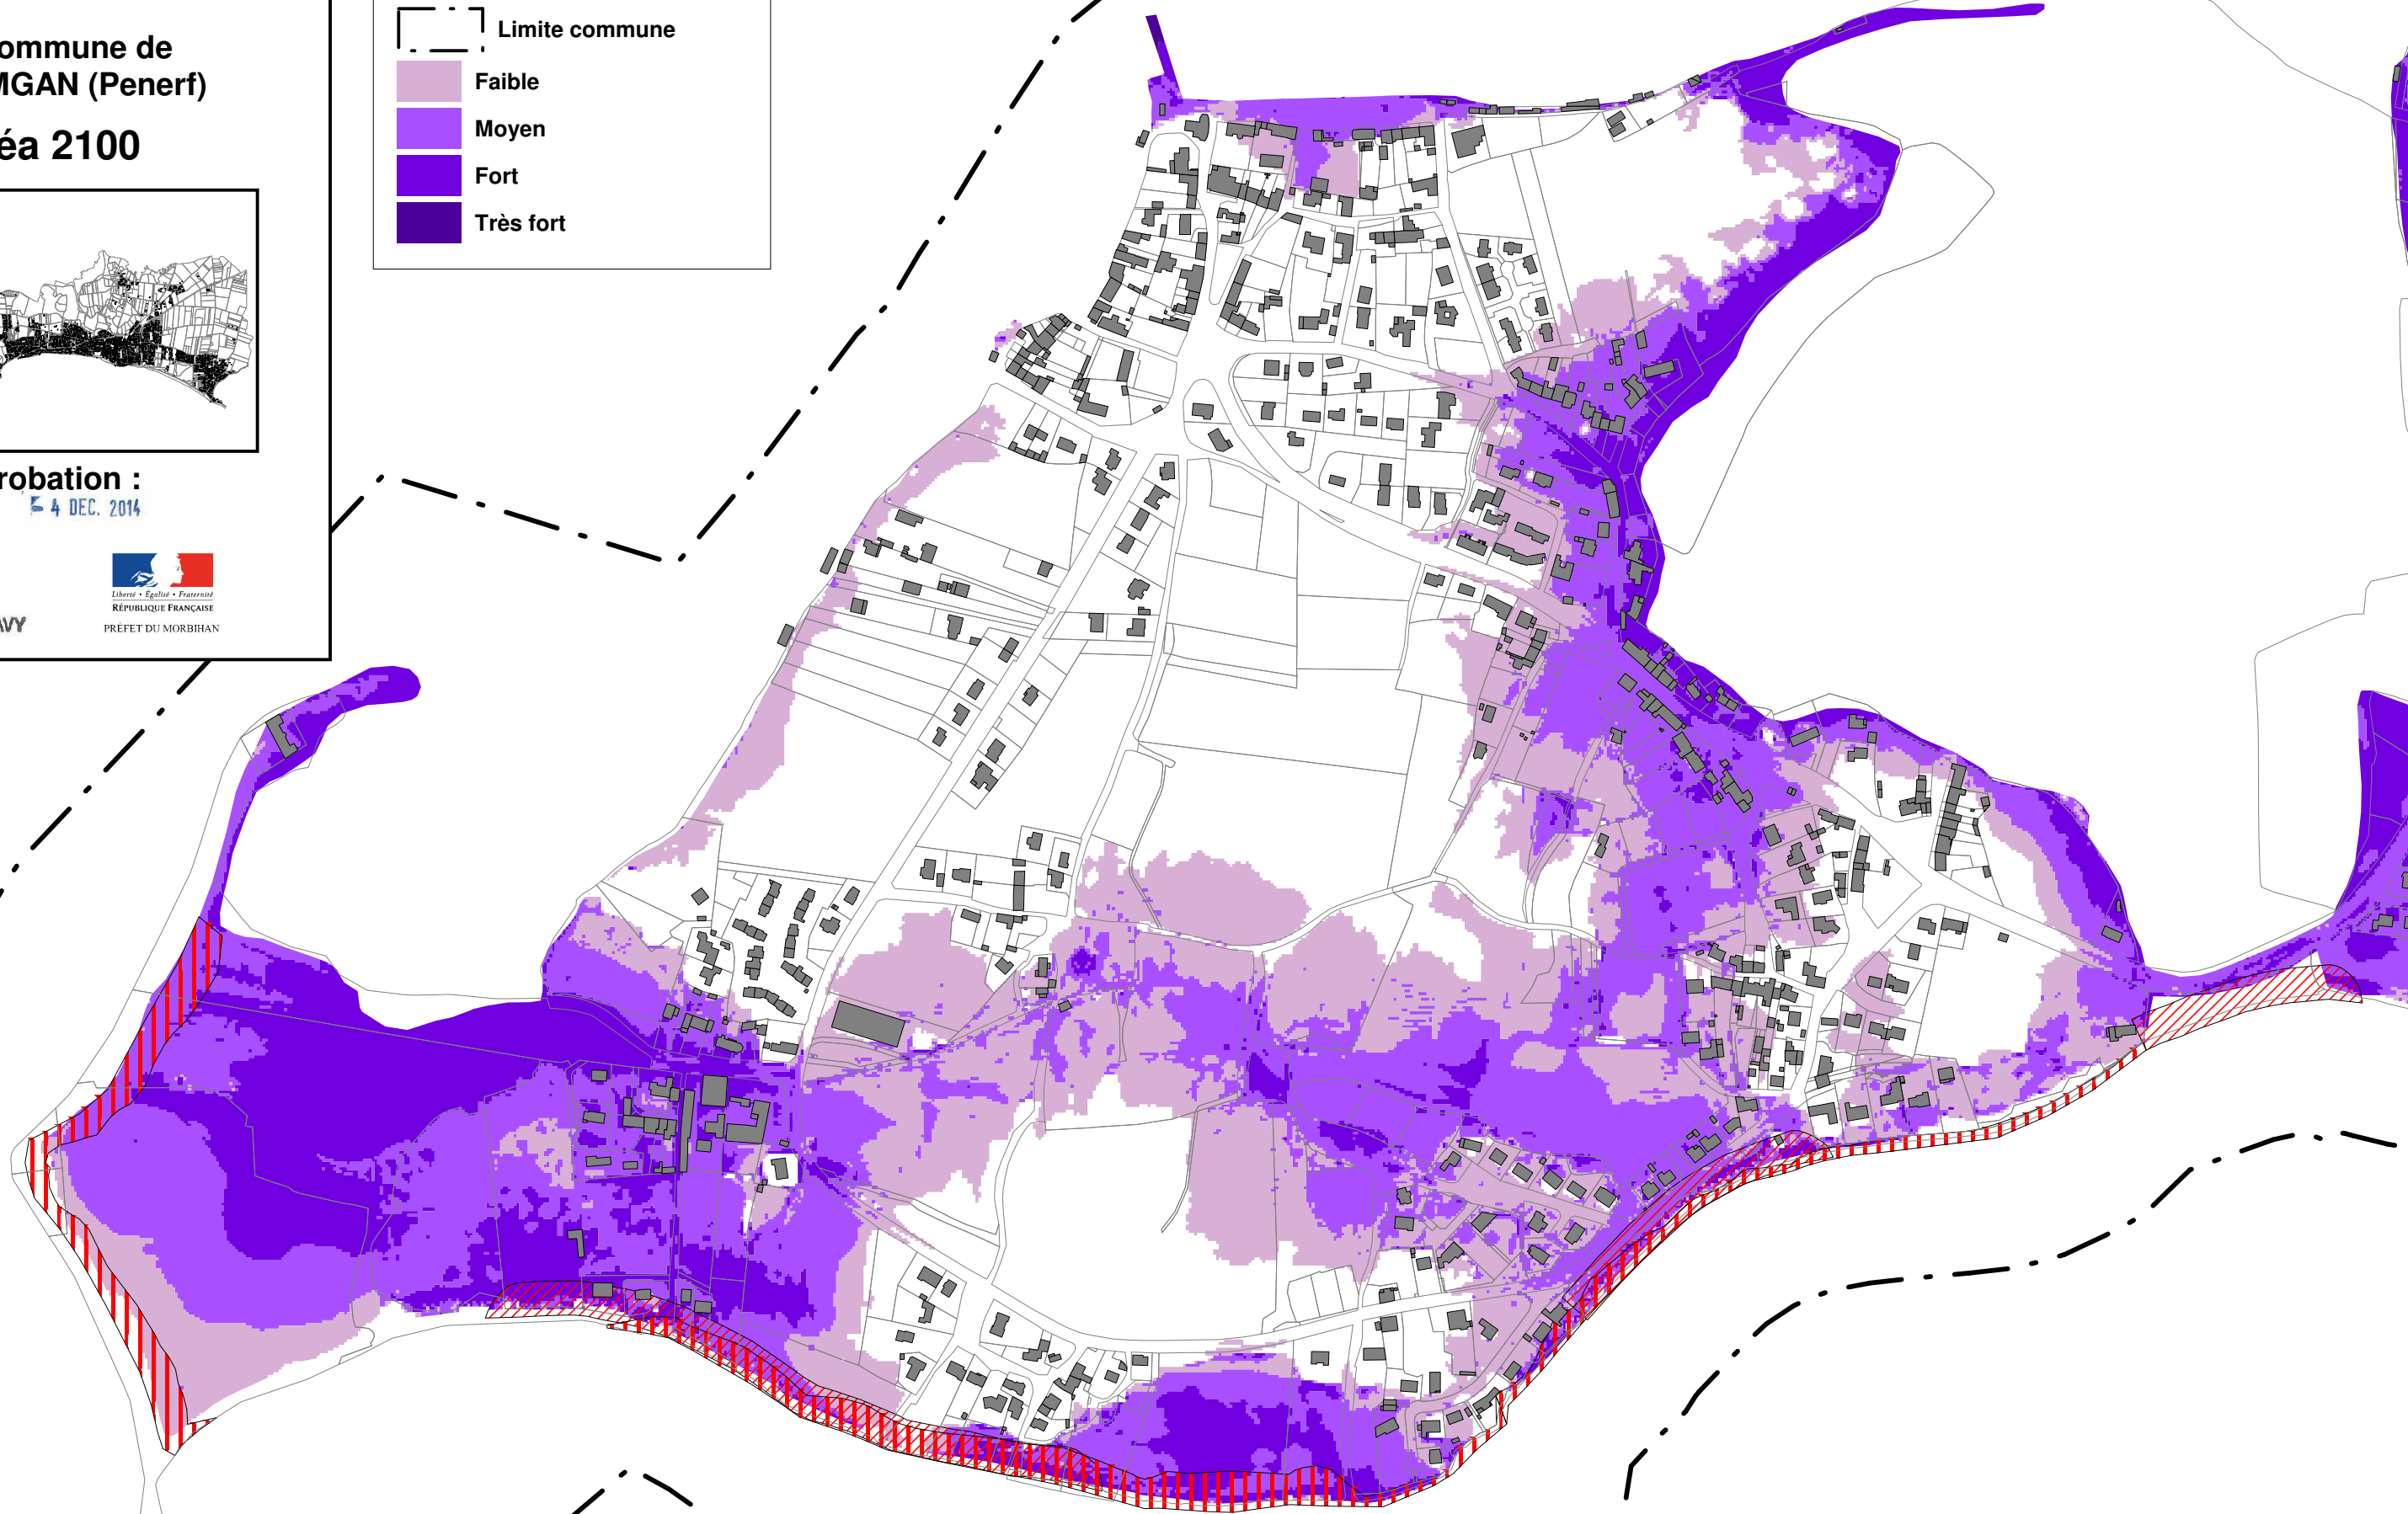 ommune de
MGAN (Penerf)
éa 2100
robation :
4 DEC. 2014
AVY
Liberté • Égalité • Fraternité
RÉPUBLIQUE FRANÇAISE
PRÉFET DU MORBIHAN
Limite commune
Faible
Moyen
Fort
Très fort